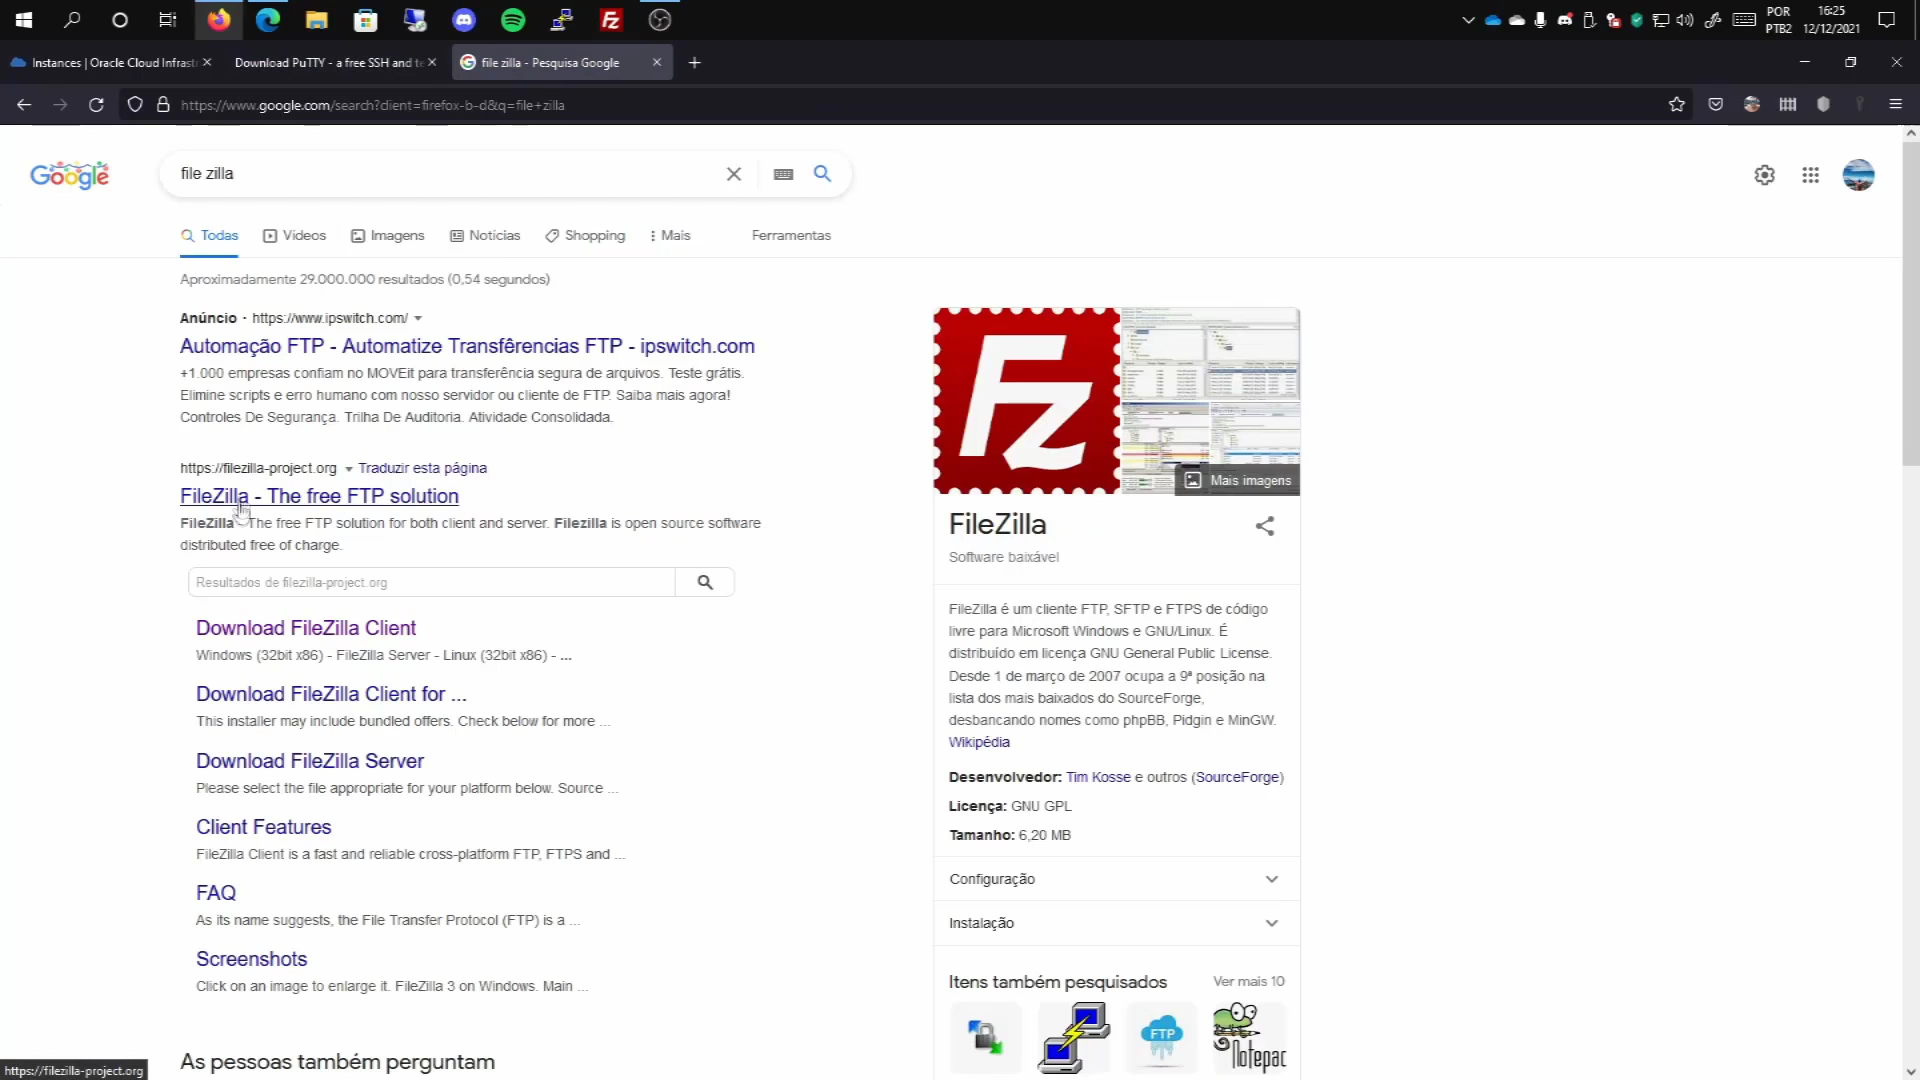 POR
PTB2
16:25
12/12/2021
Instances | Oracle Cloud Infrast
Download PuTTY - a free SSH and te
file zilla - Pesquisa Google
https://www.google.com/search?client=firefox-b-d&q=file+zilla
Google
file zilla
Todas
Vídeos
Imagens
Notícias
Shopping
Mais
Ferramentas
Aproximadamente 29.000.000 resultados (0,54 segundos)
Anúncio · https://www.ipswitch.com/
Automação FTP - Automatize Transfêrencias FTP - ipswitch.com
+1.000 empresas confiam no MOVEit para transferência segura de arquivos. Teste grátis.
Elimine scripts e erro humano com nosso servidor ou cliente de FTP. Saiba mais agora!
Controles De Segurança. Trilha De Auditoria. Atividade Consolidada.
https://filezilla-project.org
Traduzir esta página
FileZilla - The free FTP solution
FileZilla - The free FTP solution for both client and server. Filezilla is open source software
distributed free of charge.
Resultados de filezilla-project.org
Download FileZilla Client
Windows (32bit x86) - FileZilla Server - Linux (32bit x86) - ...
Download FileZilla Client for ...
This installer may include bundled offers. Check below for more ...
Download FileZilla Server
Please select the file appropriate for your platform below. Source ...
Client Features
FileZilla Client is a fast and reliable cross-platform FTP, FTPS and ...
FAQ
As its name suggests, the File Transfer Protocol (FTP) is a ...
Screenshots
Click on an image to enlarge it. FileZilla 3 on Windows. Main ...
As pessoas também perguntam
https://filezilla-project.org
Fz
Mais imagens
FileZilla
Software baixável
FileZilla é um cliente FTP, SFTP e FTPS de código
livre para Microsoft Windows e GNU/Linux. É
distribuído em licença GNU General Public License.
Desde 1 de março de 2007 ocupa a 9ª posição na
lista dos mais baixados do SourceForge,
desbancando nomes como phpBB, Pidgin e MinGW.
Wikipédia
Desenvolvedor: Tim Kosse e outros (SourceForge)
Licença: GNU GPL
Tamanho: 6,20 MB
Configuração
Instalação
Itens também pesquisados
Ver mais 10
FTP
Notepad